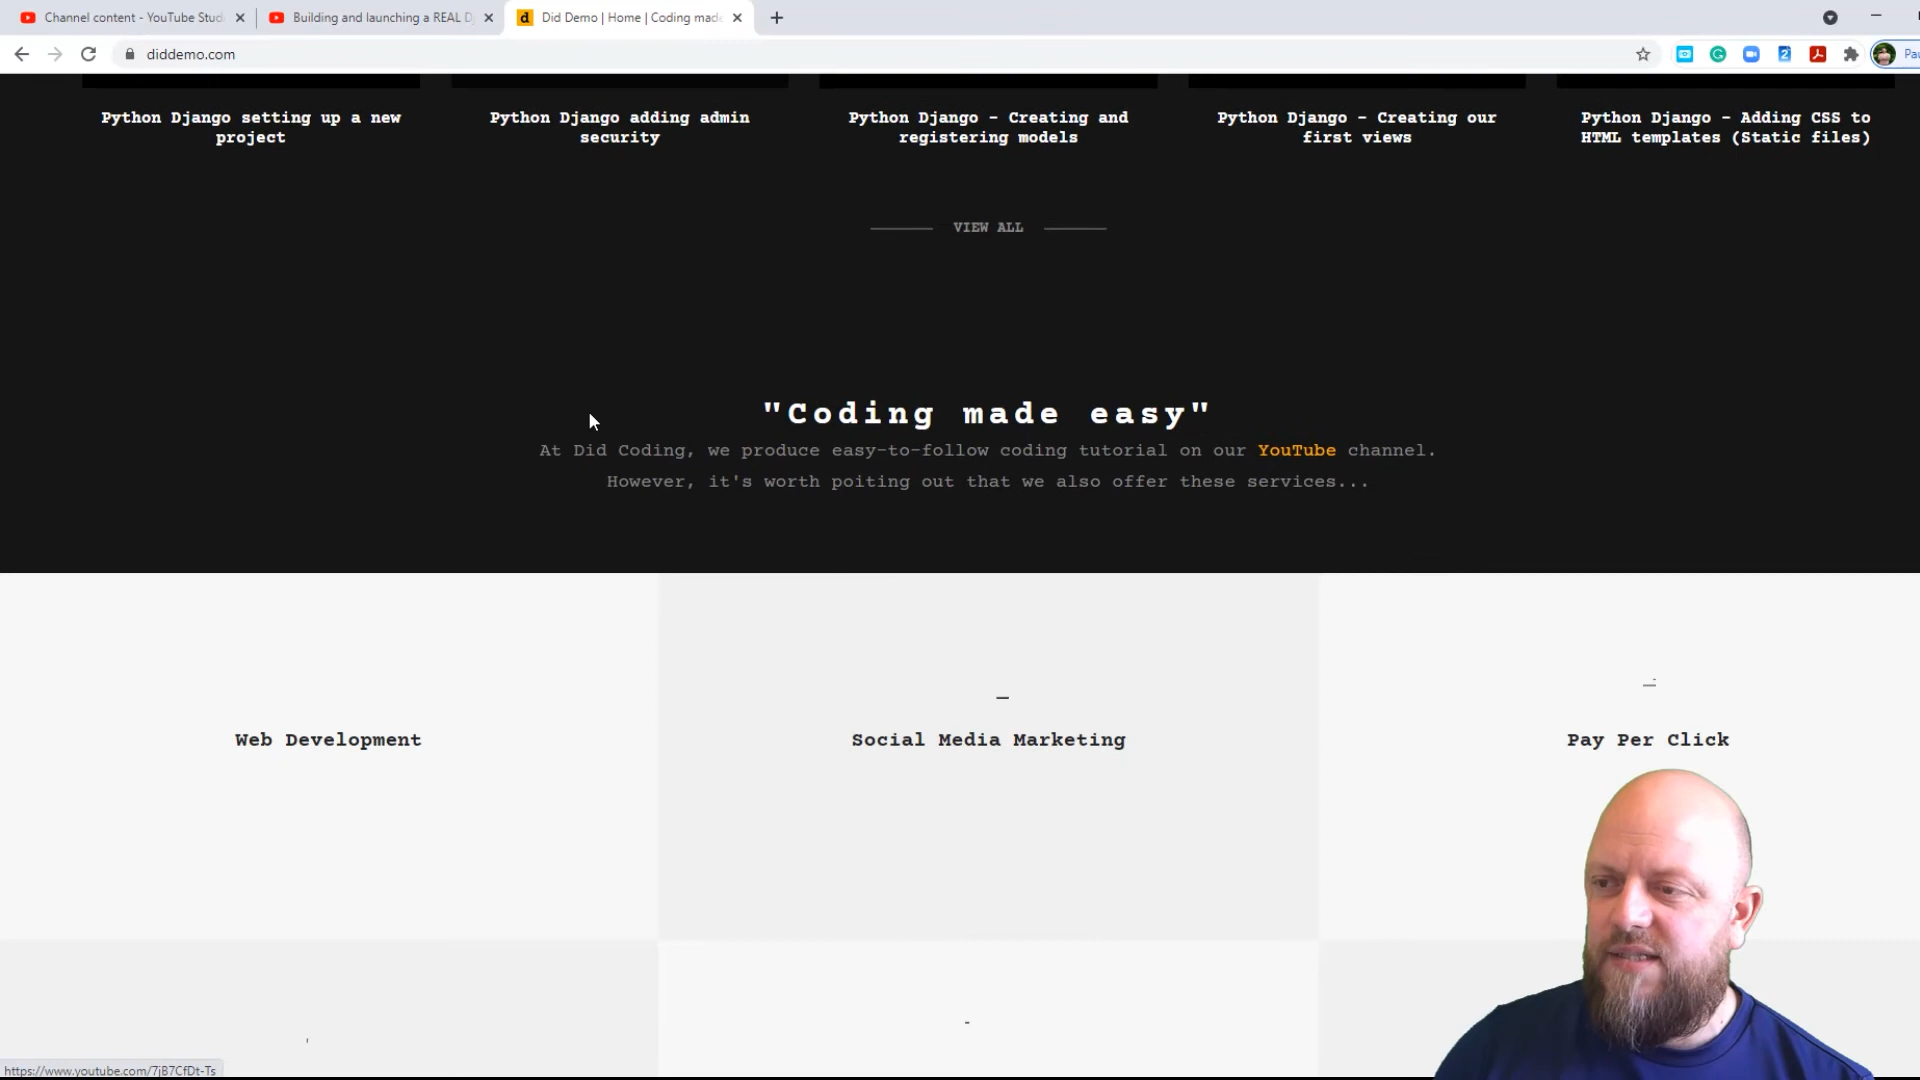 Channel content - YouTube Stud
Building and launching a REAL D
Did Demo | Home | Coding made
diddemo.com
Pau
Python Django setting up a new
project
Python Django adding admin
security
Python Django - Creating and
registering models
Python Django - Creating our
first views
Python Django - Adding CSS to
HTML templates (Static files)
VIEW ALL
"Coding made easy"
At Did Coding, we produce easy-to-follow coding tutorial on our YouTube channel.
However, it's worth poiting out that we also offer these services...
Web Development
Social Media Marketing
Pay Per Click
https://www.youtube.com/7jB7CfDt-Ts